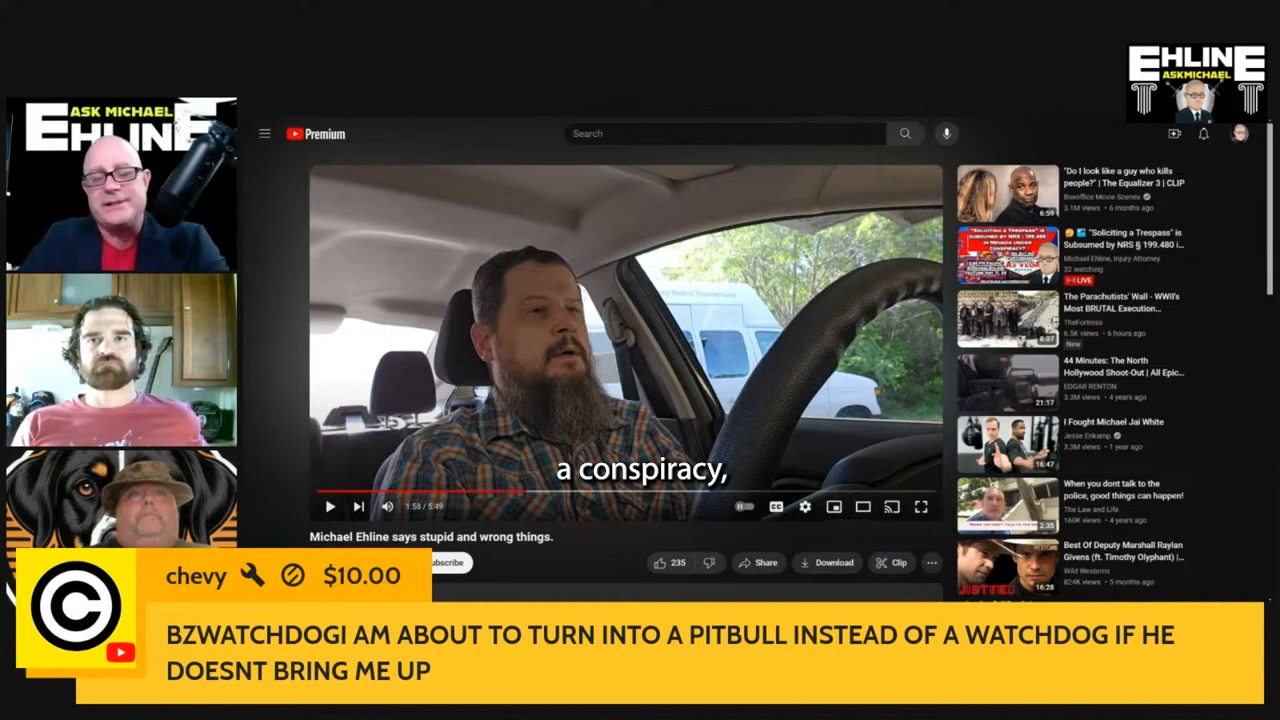 EHLINE
ASKMICHAEL
ASK MICHAEL
EHLINE
Premium
Search
a conspiracy,
1:58 / 5:49
Michael Ehline says stupid and wrong things.
ubscribe
235
Share
Download
Clip
"Do I look like a guy who kills
people?" | The Equalizer 3 | CLIP
Boxoffice Movie Scenes
3.1M views • 6 months ago
6:59
"Soliciting a Trespass" is
Subsumed by NRS § 199.480 i...
Michael Ehline, Injury Attorney
32 watching
LIVE
The Parachutists' Wall - WWII's
Most BRUTAL Execution...
TheFortress
6.5K views • 6 hours ago
New
8:07
44 Minutes: The North
Hollywood Shoot-Out | All Epic...
EDGAR RENTON
3.3M views • 4 years ago
21:17
I Fought Michael Jai White
Jesse Enkamp
3.3M views • 1 year ago
16:47
When you dont talk to the
police, good things can happen!
The Law and Life
160K views • 4 years ago
2:35
Best Of Deputy Marshall Raylan
Givens (ft. Timothy Olyphant) |...
Wild Westerns
824K views • 5 months ago
JUSTIFIED
16:28
chevy $10.00
BZWATCHDOGI AM ABOUT TO TURN INTO A PITBULL INSTEAD OF A WATCHDOG IF HE
DOESNT BRING ME UP